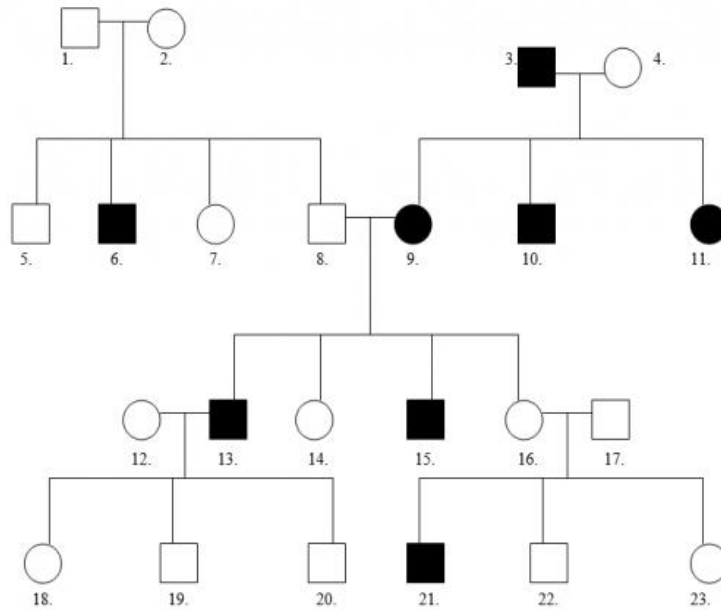 1. 2. 3. 4.
5. 6. 7. 8. 9. 10. 11.
12. 13. 14. 15. 16. 17.
18. 19. 20. 21. 22. 23.